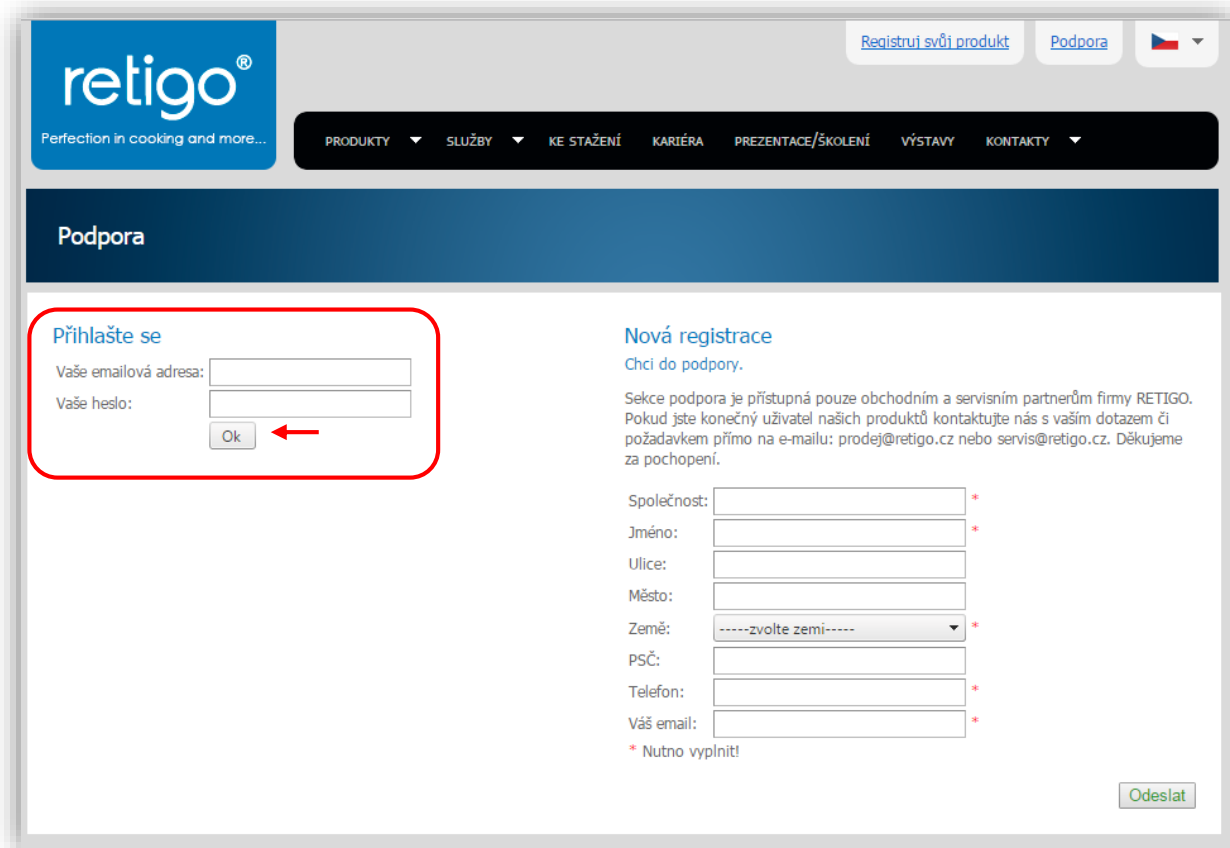 retigo®
Perfection in cooking and more...
Registruj svůj produkt
Podpora
PRODUKTY
SLUŽBY
KE STAŽENÍ
KARIÉRA
PREZENTACE/ŠKOLENÍ
VÝSTAVY
KONTAKTY
Podpora
Přihlašte se
Vaše emailová adresa:
Vaše heslo:
Ok
Nová registrace
Chci do podpory.
Sekce podpora je přístupná pouze obchodním a servisním partnerům firmy RETIGO.
Pokud jste konečný uživatel našich produktů kontaktujte nás s vaším dotazem či
požadavkem přímo na e-mailu: prodej@retigo.cz nebo servis@retigo.cz. Děkujeme
za pochopení.
Společnost: *
Jméno: *
Ulice:
Město:
Země: -----zvolte zemi----- *
PSČ:
Telefon: *
Váš email: *
* Nutno vyplnit!
Odeslat